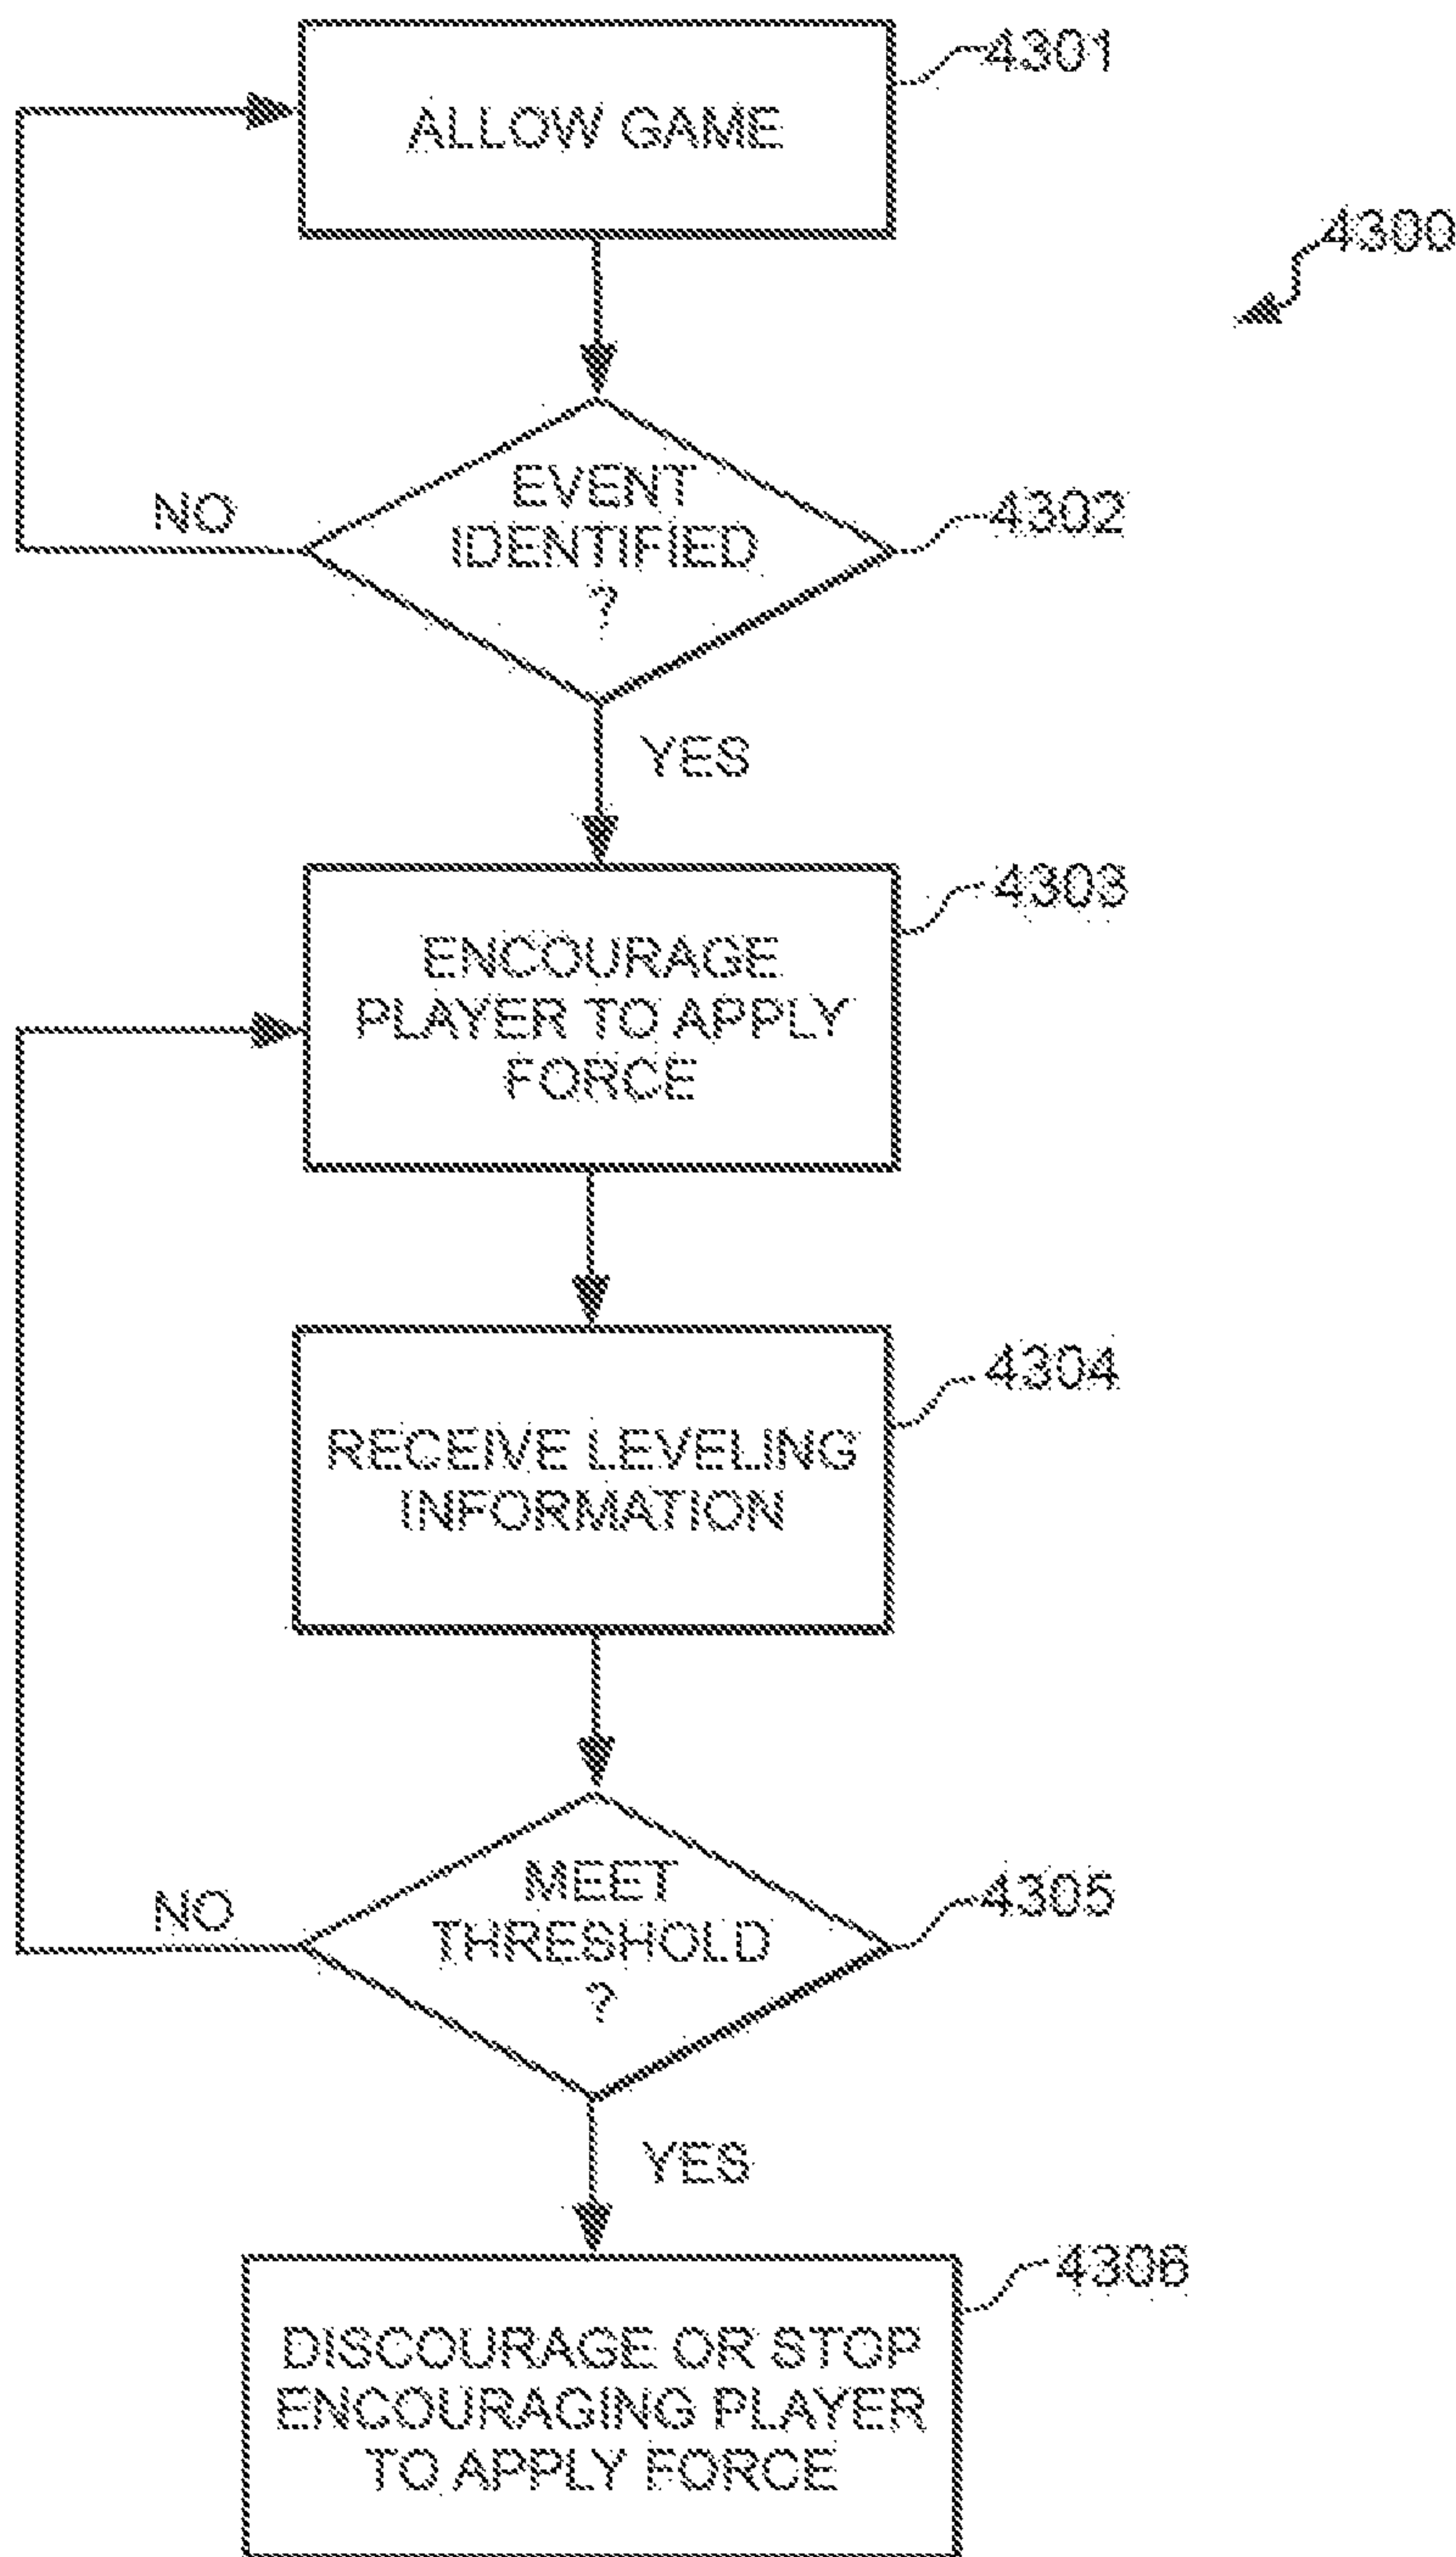 ALLOW GAME
4301
4300
EVENT
IDENTIFIED
?
4302
NO
YES
ENCOURAGE
PLAYER TO APPLY
FORCE
4303
RECEIVE LEVELING
INFORMATION
4304
MEET
THRESHOLD
?
4305
NO
YES
DISCOURAGE OR STOP
ENCOURAGING PLAYER
TO APPLY FORCE
4306